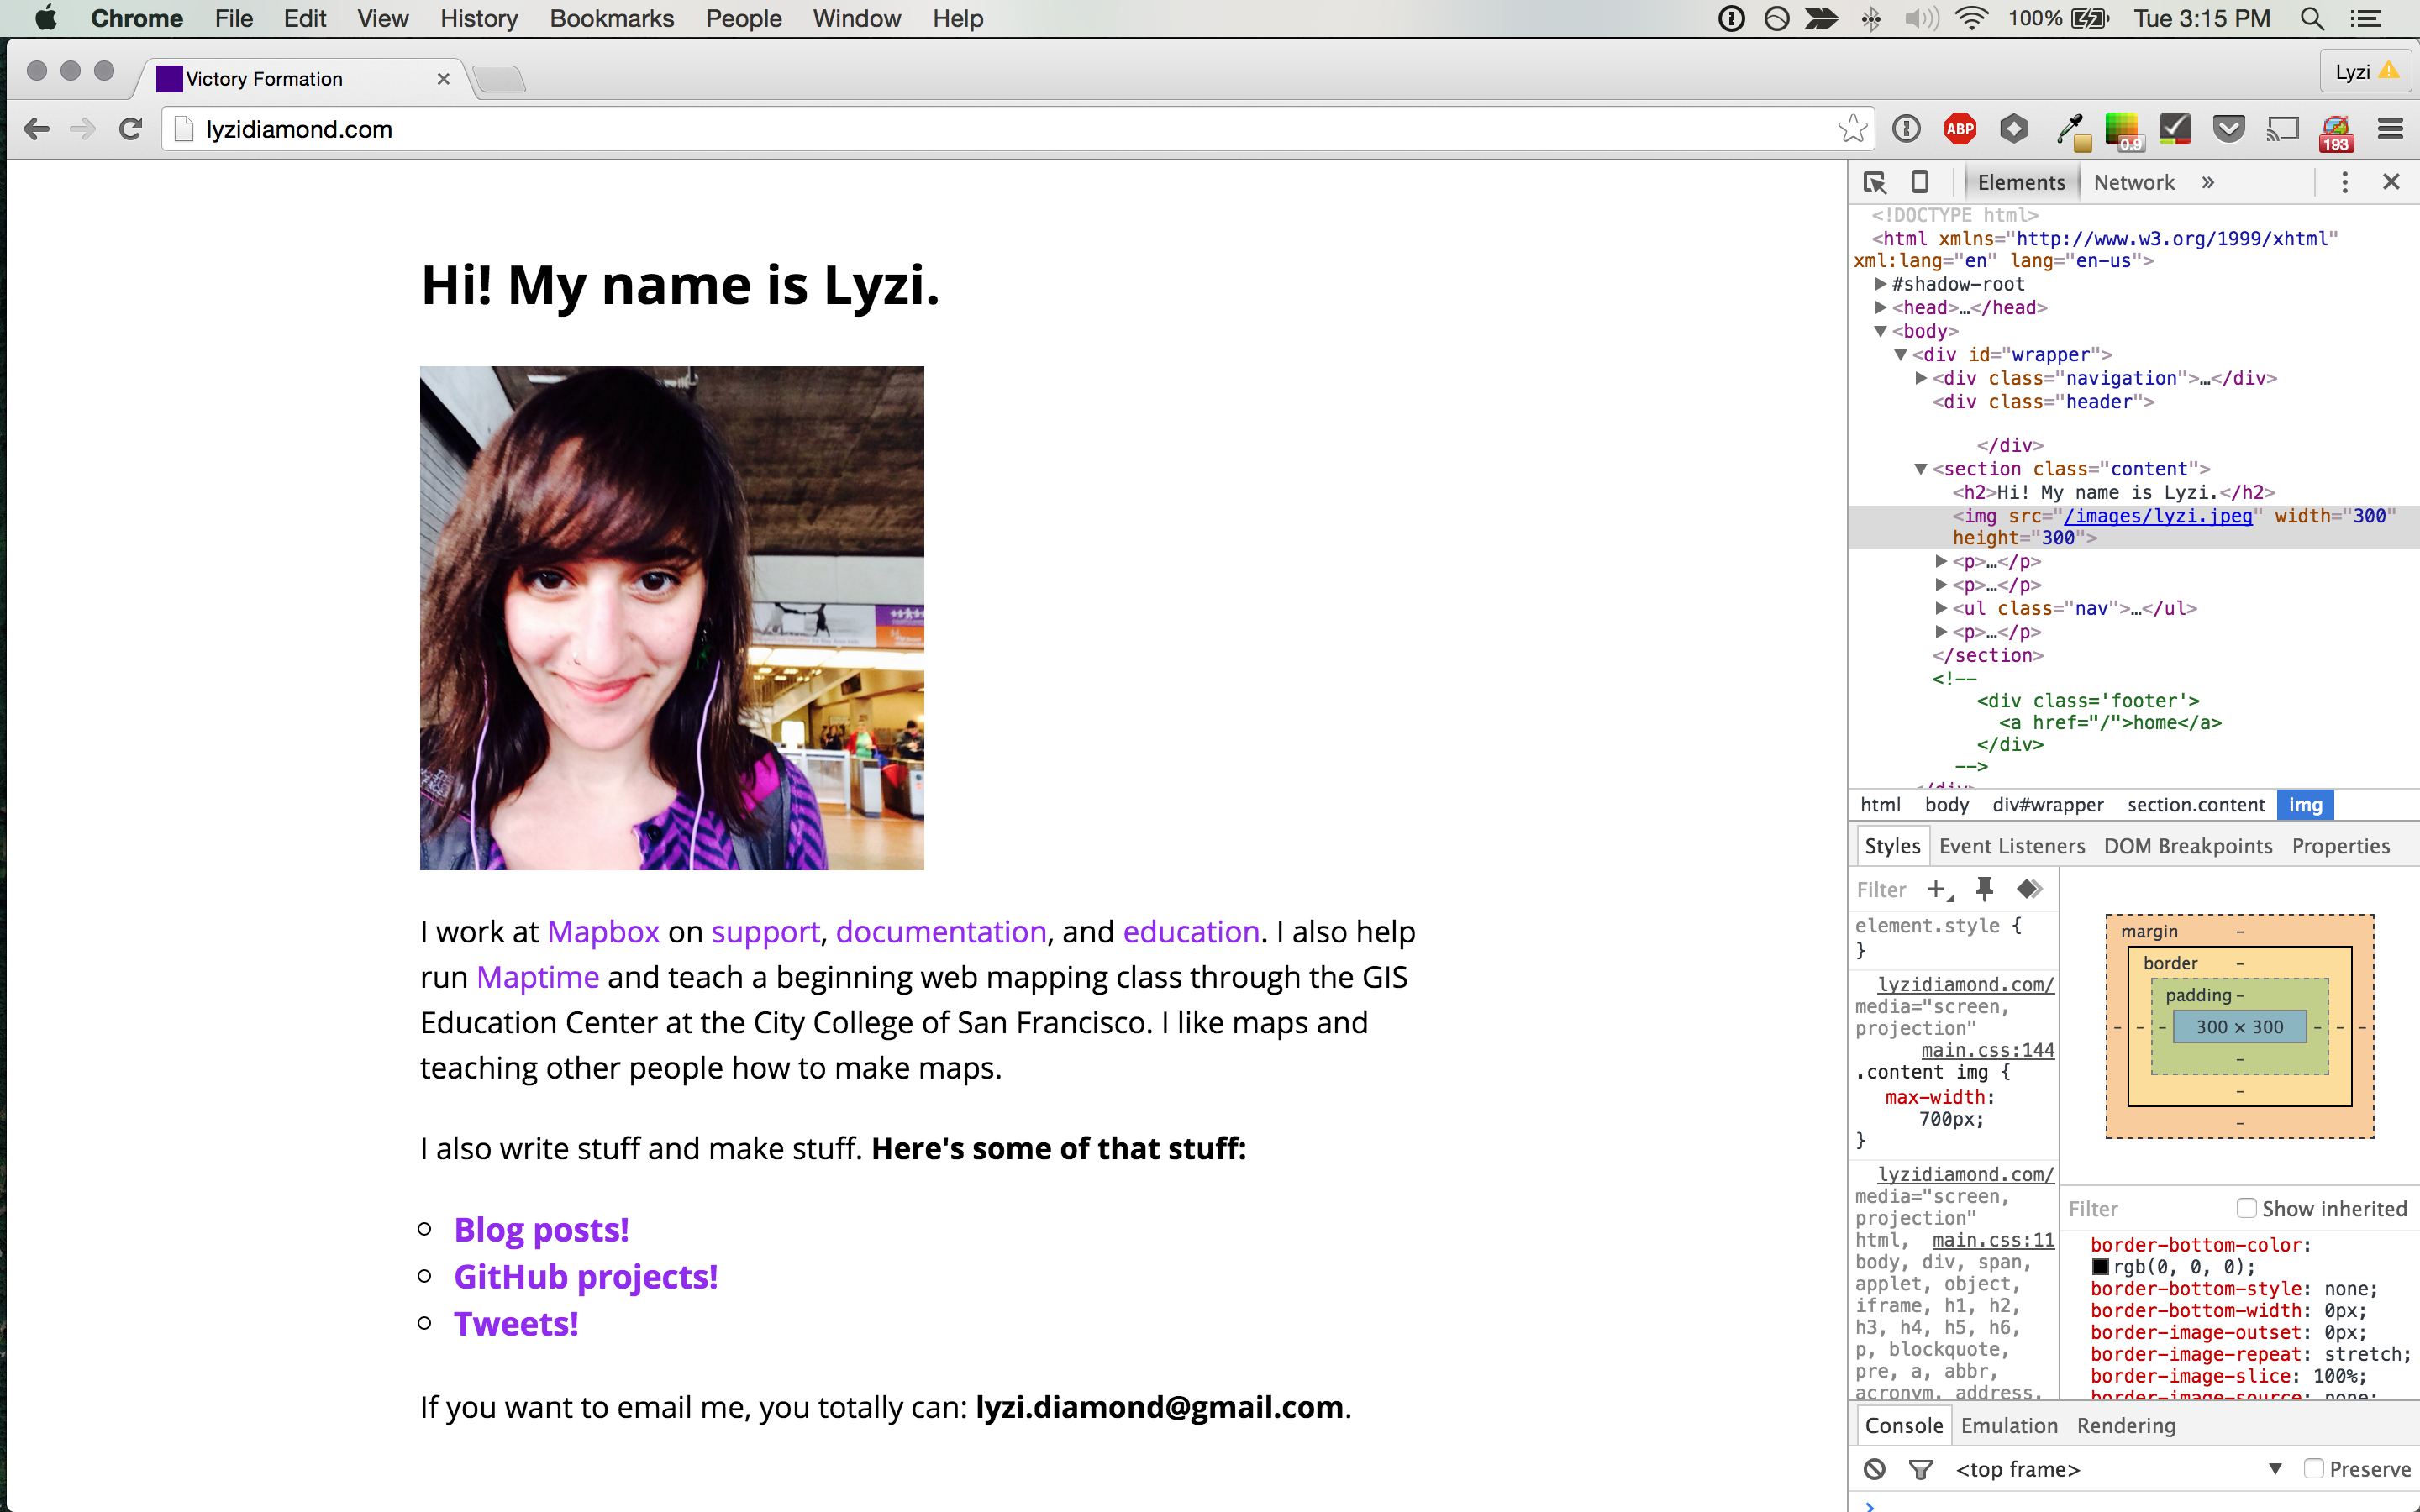 Chrome File Edit View History Bookmarks People Window Help 100% Tue 3:15 PM
Victory Formation
Lyzi
lyzidiamond.com
ABP 0.9 193
Hi! My name is Lyzi.
I work at Mapbox on support, documentation, and education. I also help
run Maptime and teach a beginning web mapping class through the GIS
Education Center at the City College of San Francisco. I like maps and
teaching other people how to make maps.
I also write stuff and make stuff. Here's some of that stuff:
Blog posts!
GitHub projects!
Tweets!
If you want to email me, you totally can: lyzi.diamond@gmail.com.
Elements Network »
<!DOCTYPE html>
<html xmlns="http://www.w3.org/1999/xhtml"
xml:lang="en" lang="en-us">
#shadow-root
<head>…</head>
<body>
<div id="wrapper">
<div class="navigation">…</div>
<div class="header">
</div>
<section class="content">
<h2>Hi! My name is Lyzi.</h2>
<img src="/images/lyzi.jpeg" width="300"
height="300">
<p>…</p>
<p>…</p>
<ul class="nav">…</ul>
<p>…</p>
</section>
<!--
<div class='footer'>
<a href="/">home</a>
</div>
-->
</div>
html body div#wrapper section.content img
Styles Event Listeners DOM Breakpoints Properties
Filter
element.style {
}
lyzidiamond.com/
media="screen,
projection"
main.css:144
.content img {
max-width:
700px;
}
lyzidiamond.com/
media="screen,
projection"
html, main.css:11
body, div, span,
applet, object,
iframe, h1, h2,
h3, h4, h5, h6,
p, blockquote,
pre, a, abbr,
acronym, address,
margin -
border -
padding -
- - - 300 × 300 - - -
-
-
-
Filter Show inherited
border-bottom-color:
rgb(0, 0, 0);
border-bottom-style: none;
border-bottom-width: 0px;
border-image-outset: 0px;
border-image-repeat: stretch;
border-image-slice: 100%;
border-image-source: none;
Console Emulation Rendering
<top frame> Preserve